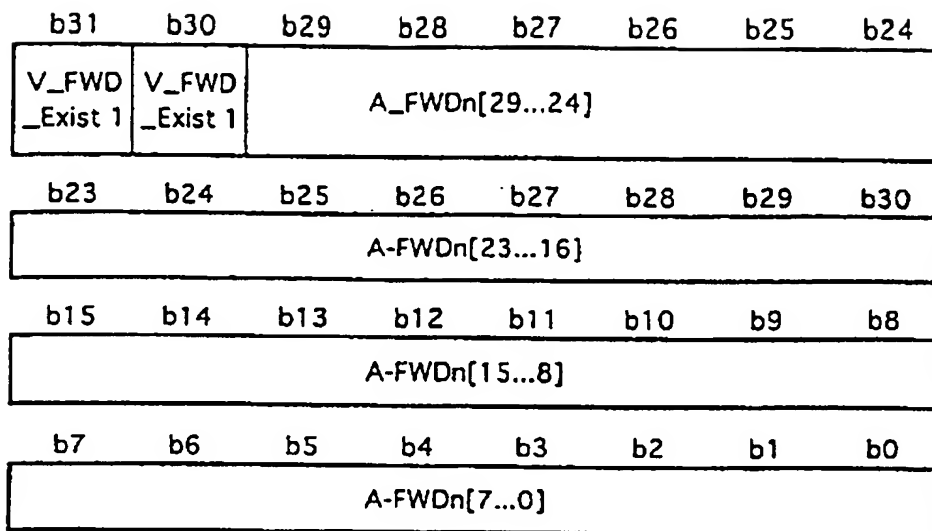 b31 b30 b29 b28 b27 b26 b25 b24
V_FWD V_FWD A_FWDn[29...24]
_Exist 1 _Exist 1
b23 b24 b25 b26 b27 b28 b29 b30
A-FWDn[23...16]
b15 b14 b13 b12 b11 b10 b9 b8
A-FWDn[15...8]
b7 b6 b5 b4 b3 b2 b1 b0
A-FWDn[7...0]